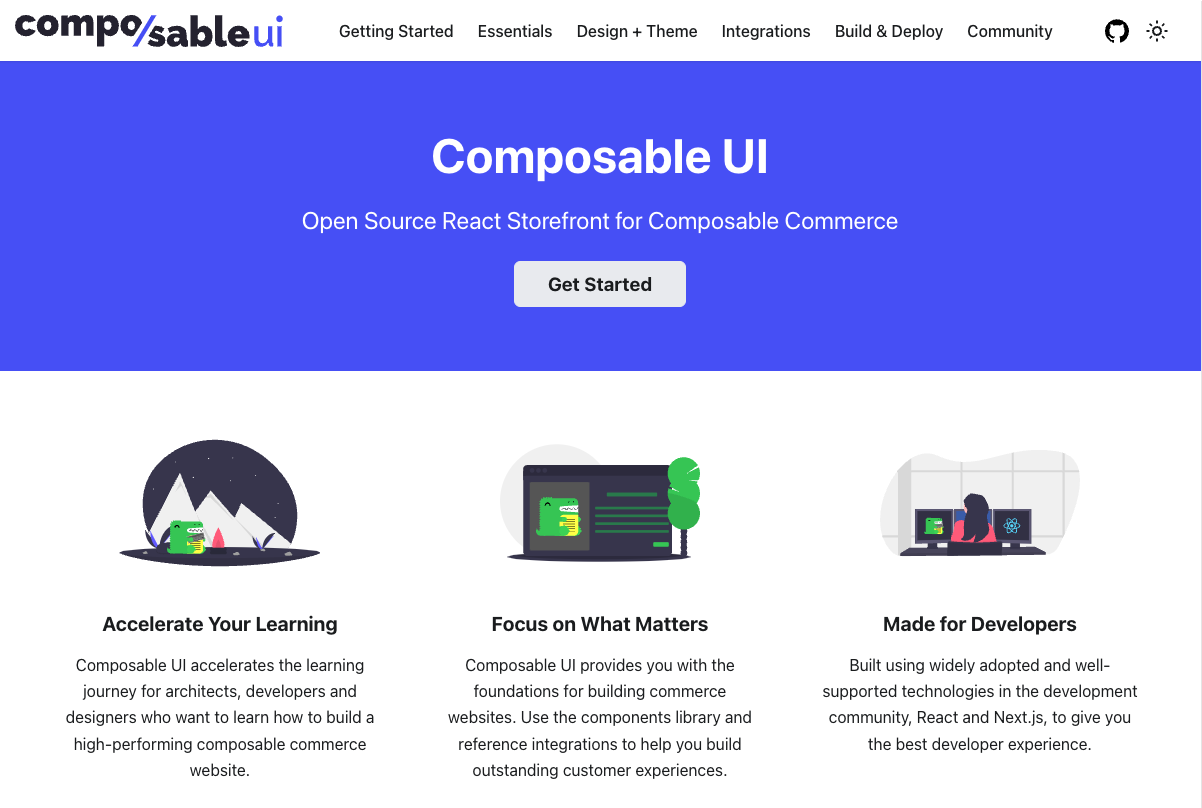 compo/sable ui
Getting Started Essentials Design + Theme Integrations Build & Deploy Community
Composable UI
Open Source React Storefront for Composable Commerce
Get Started
Accelerate Your Learning
Composable UI accelerates the learning
journey for architects, developers and
designers who want to learn how to build a
high-performing composable commerce
website.
Focus on What Matters
Composable UI provides you with the
foundations for building commerce
websites. Use the components library and
reference integrations to help you build
outstanding customer experiences.
Made for Developers
Built using widely adopted and well-
supported technologies in the development
community, React and Next.js, to give you
the best developer experience.